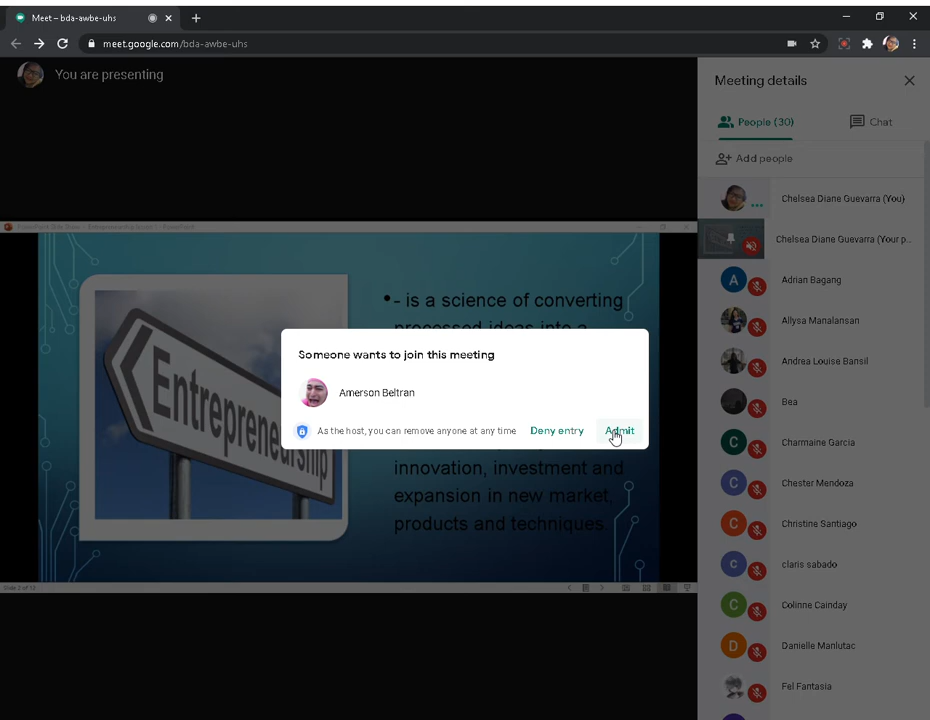 Meet – bda-awbe-uhs
meet.google.com/bda-awbe-uhs
You are presenting
Meeting details
People (30)
Chat
Add people
Chelsea Diane Guevarra (You)
Chelsea Diane Guevarra (Your p...
A
Adrian Bagang
Allysa Manalansan
Andrea Louise Bansil
Bea
C
Charmaine Garcia
C
Chester Mendoza
C
Christine Santiago
c
claris sabado
C
Colinne Cainday
D
Danielle Manlutac
Fel Fantasia
Entrepreneurship
• - is a science of converting
processed ideas into a
Someone wants to join this meeting
Amerson Beltran
As the host, you can remove anyone at any time
Deny entry
Admit
innovation, investment and
expansion in new market,
products and techniques.